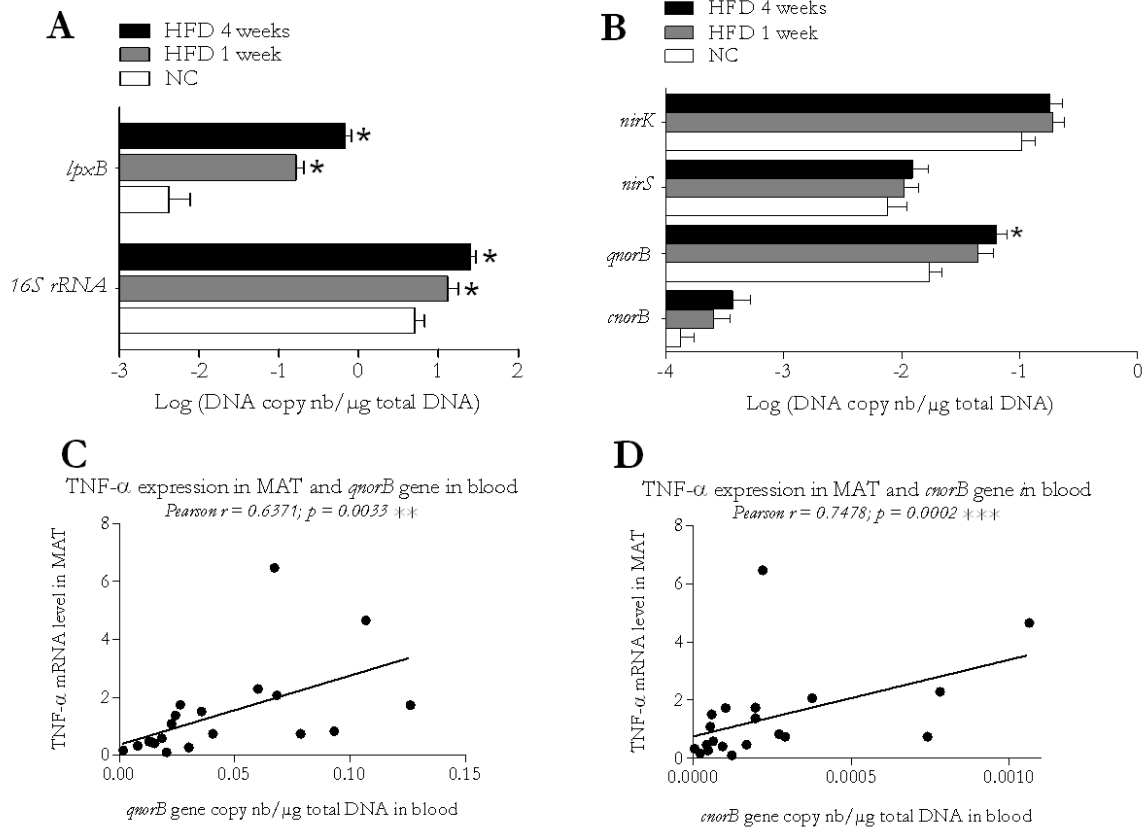 A
HFD 4 weeks
HFD 1 week
NC
lpxB
*
*
16S rRNA
*
*
-3 -2 -1 0 1 2
Log (DNA copy nb/µg total DNA)
B
HFD 4 weeks
HFD 1 week
NC
nirK
nirS
qnorB
*
cnorB
-4 -3 -2 -1 0
Log (DNA copy nb/µg total DNA)
C
TNF-α expression in MAT and qnorB gene in blood
Pearson r = 0.6371; p = 0.0033 **
TNF-α mRNA level in MAT
8
6
4
2
0
0.00 0.05 0.10 0.15
qnorB gene copy nb/µg total DNA in blood
D
TNF-α expression in MAT and cnorB gene in blood
Pearson r = 0.7478; p = 0.0002 ***
TNF-α mRNA level in MAT
8
6
4
2
0
0.0000 0.0005 0.0010
cnorB gene copy nb/µg total DNA in blood